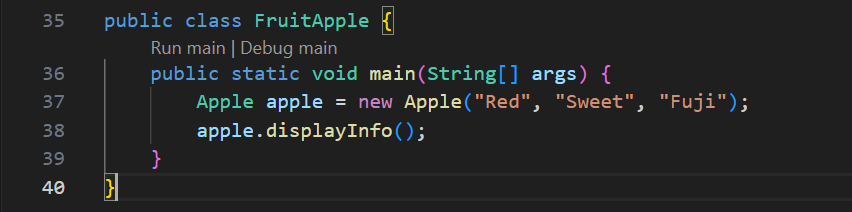 35 public class FruitApple {
Run main | Debug main
36 public static void main(String[] args) {
37 Apple apple = new Apple("Red", "Sweet", "Fuji");
38 apple.displayInfo();
39 }
40 }